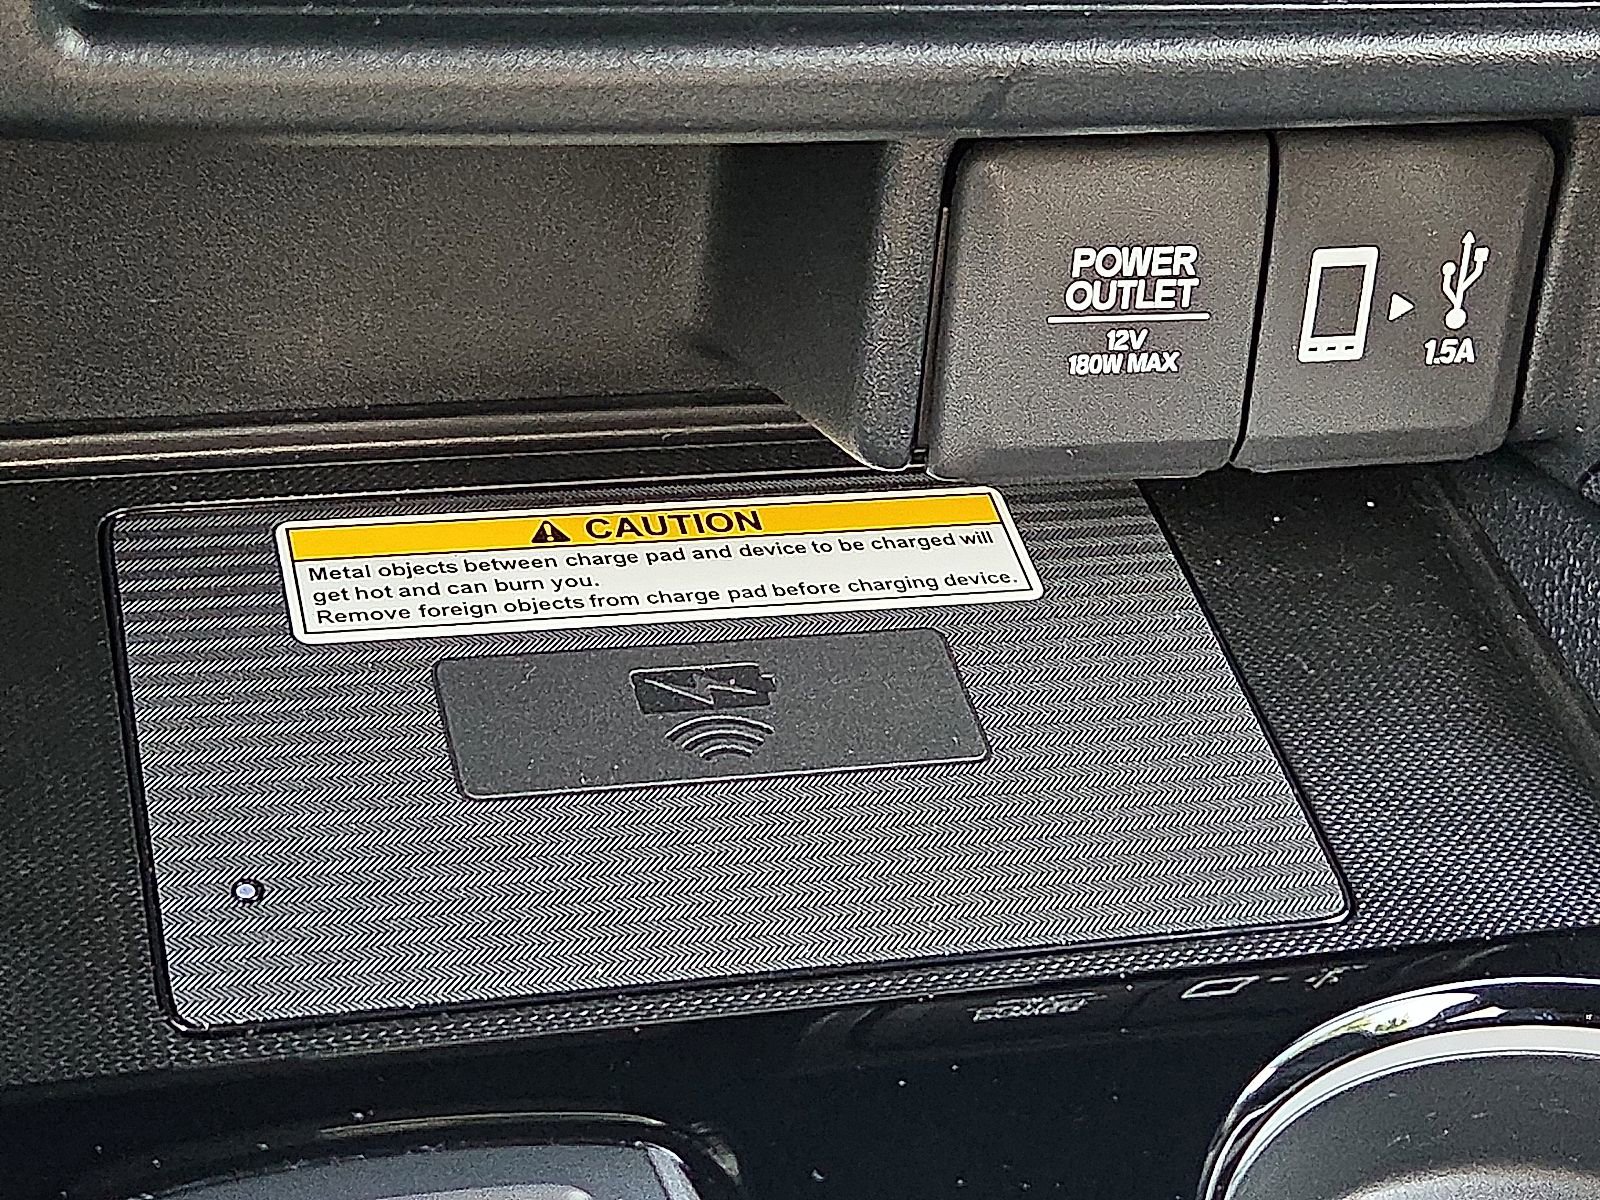 POWER
OUTLET
12V
180W MAX
1.5A
CAUTION
Metal objects between charge pad and device to be charged will
get hot and can burn you.
Remove foreign objects from charge pad before charging device.